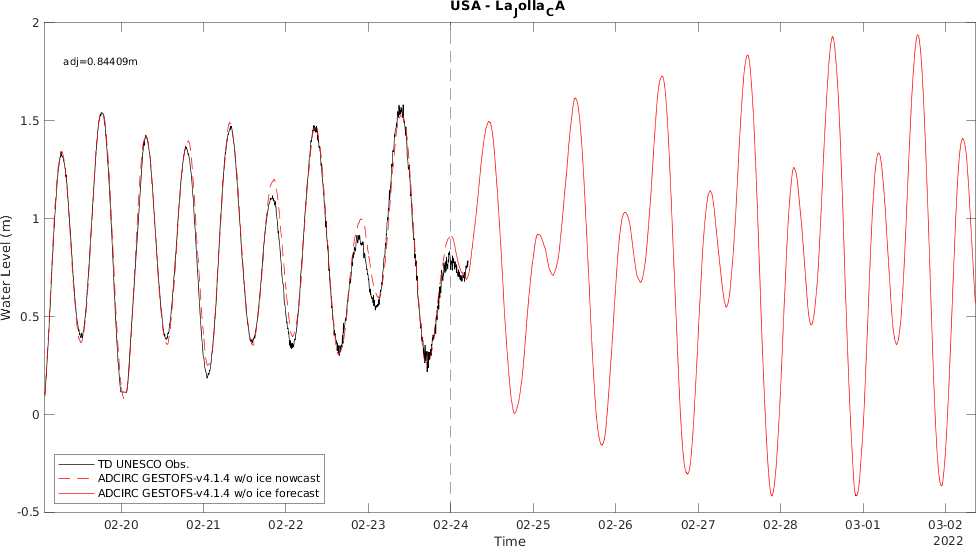 USA - LaJollaCA
adj=0.84409m
2
1.5
1
0.5
0
-0.5
Water Level (m)
TD UNESCO Obs.
ADCIRC GESTOFS-v4.1.4 w/o ice nowcast
ADCIRC GESTOFS-v4.1.4 w/o ice forecast
02-20 02-21 02-22 02-23 02-24 02-25 02-26 02-27 02-28 03-01 03-02
Time
2022